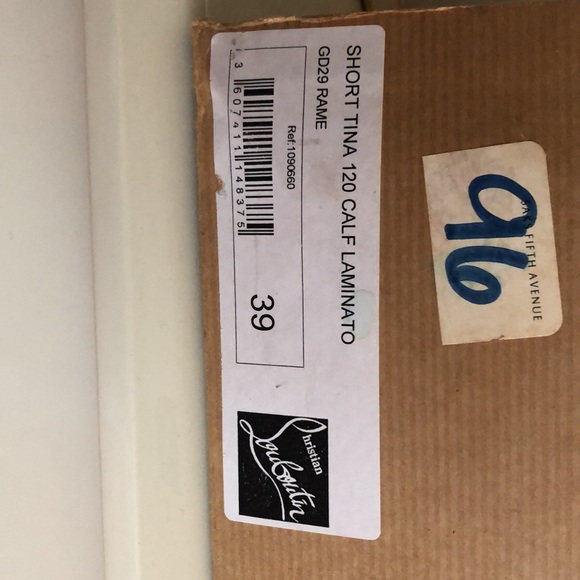 SHORT TINA 120 CALF LAMINATO
GD29 RAME
Ref:1090660
3 607411 148375
39
Christian
Louboutin
FIFTH AVENUE
96